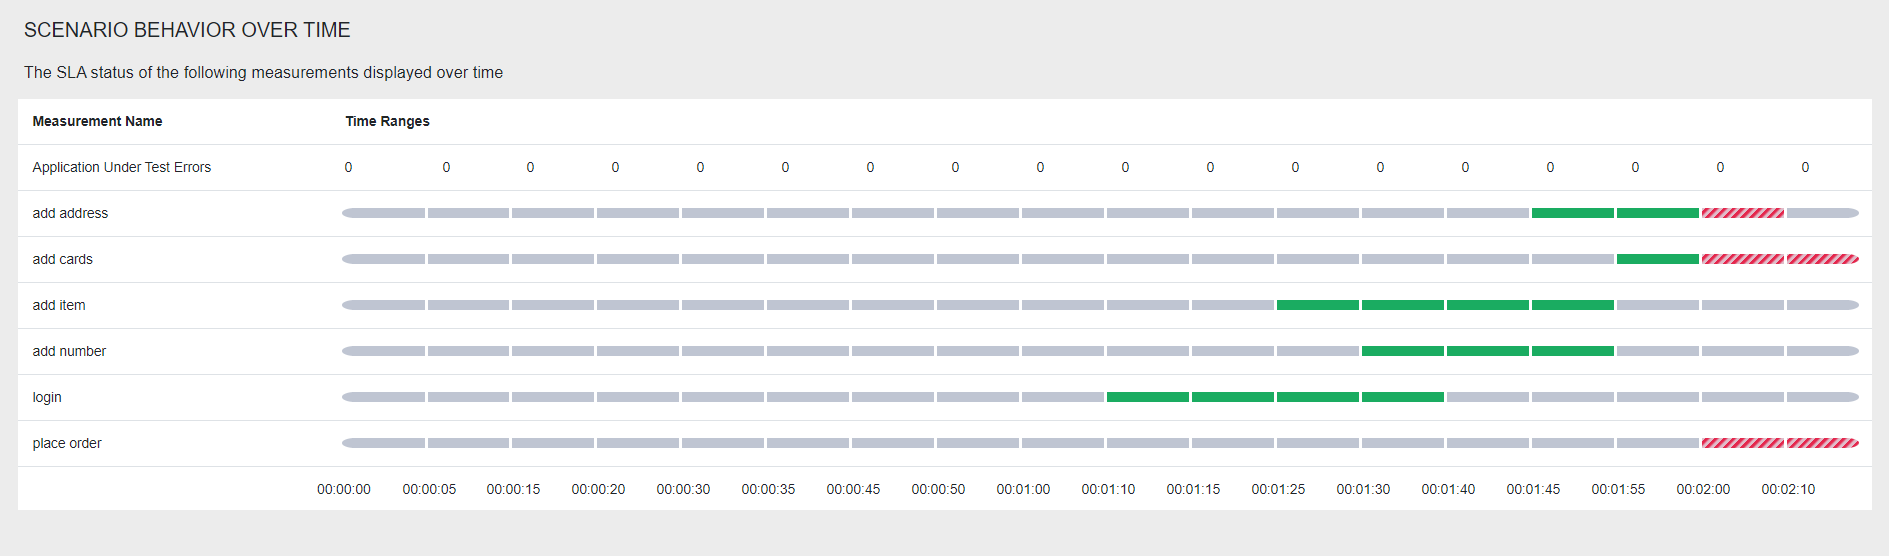 SCENARIO BEHAVIOR OVER TIME
The SLA status of the following measurements displayed over time
Measurement Name Time Ranges
Application Under Test Errors 0 0 0 0 0 0 0 0 0 0 0 0 0 0 0 0 0 0
add address
add cards
add item
add number
login
place order
00:00:00 00:00:05 00:00:15 00:00:20 00:00:30 00:00:35 00:00:45 00:00:50 00:01:00 00:01:10 00:01:15 00:01:25 00:01:30 00:01:40 00:01:45 00:01:55 00:02:00 00:02:10